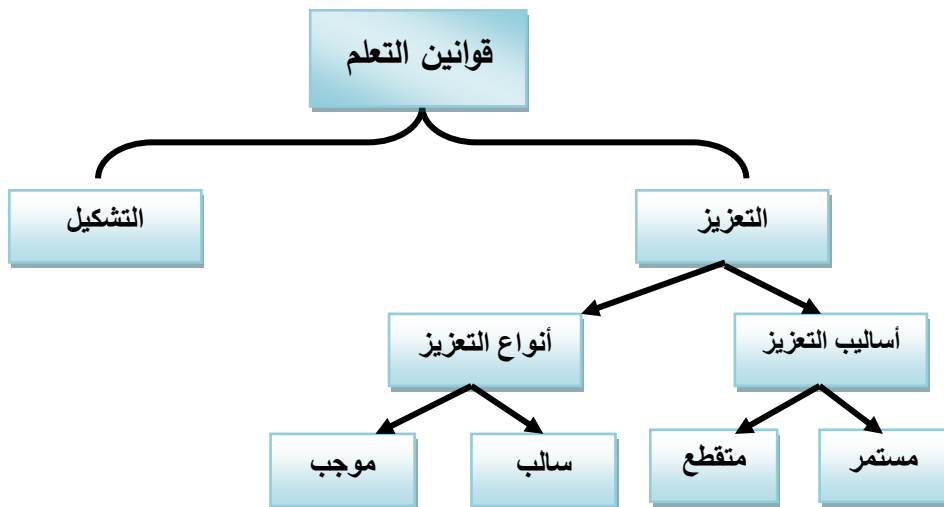 قوانين التعلم
التعزيز
التشكيل
أساليب التعزيز
أنواع التعزيز
مستمر
متقطع
سالب
موجب